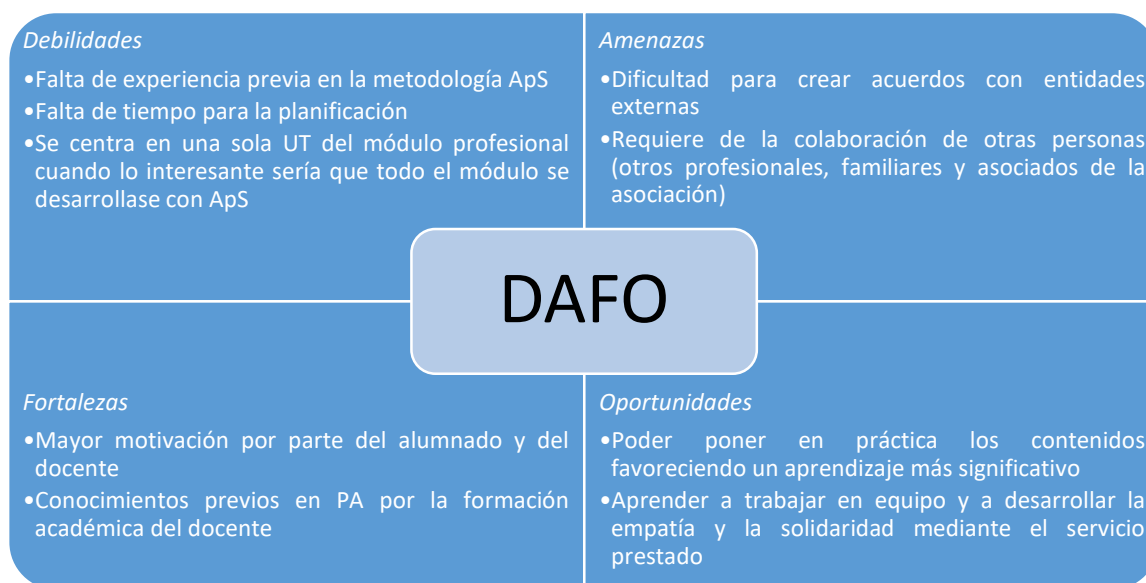 Debilidades
•Falta de experiencia previa en la metodología ApS
•Falta de tiempo para la planificación
•Se centra en una sola UT del módulo profesional
cuando lo interesante sería que todo el módulo se
desarrollase con ApS
Amenazas
•Dificultad para crear acuerdos con entidades
externas
•Requiere de la colaboración de otras personas
(otros profesionales, familiares y asociados de la
asociación)
DAFO
Fortalezas
•Mayor motivación por parte del alumnado y del
docente
•Conocimientos previos en PA por la formación
académica del docente
Oportunidades
•Poder poner en práctica los contenidos
favoreciendo un aprendizaje más significativo
•Aprender a trabajar en equipo y a desarrollar la
empatía y la solidaridad mediante el servicio
prestado